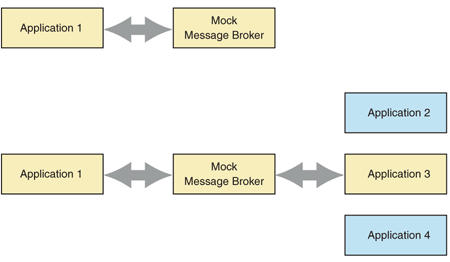 Application 1
Mock
Message Broker
Application 2
Application 1
Mock
Message Broker
Application 3
Application 4